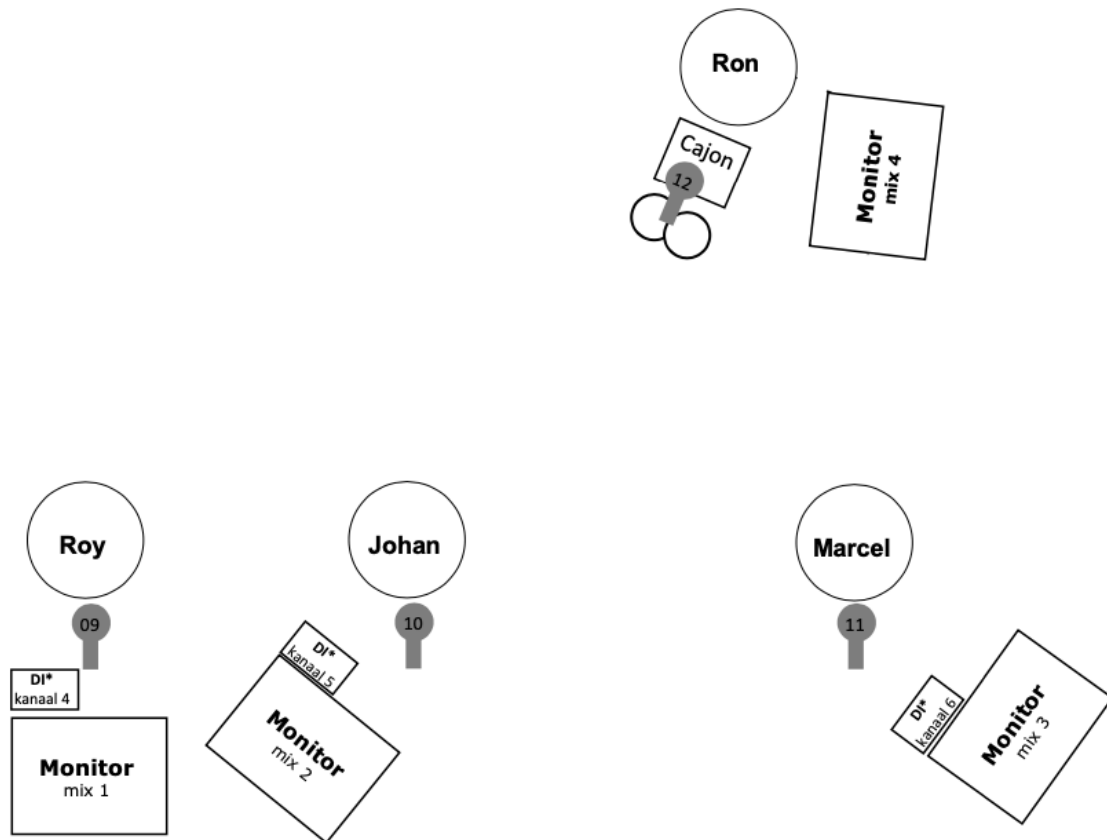 Ron
Cajon
12
Monitor
mix 4
Roy
Johan
Marcel
09
10
11
DI*
kanaal 4
DI*
kanaal 5
DI*
kanaal 6
Monitor
mix 1
Monitor
mix 2
Monitor
mix 3